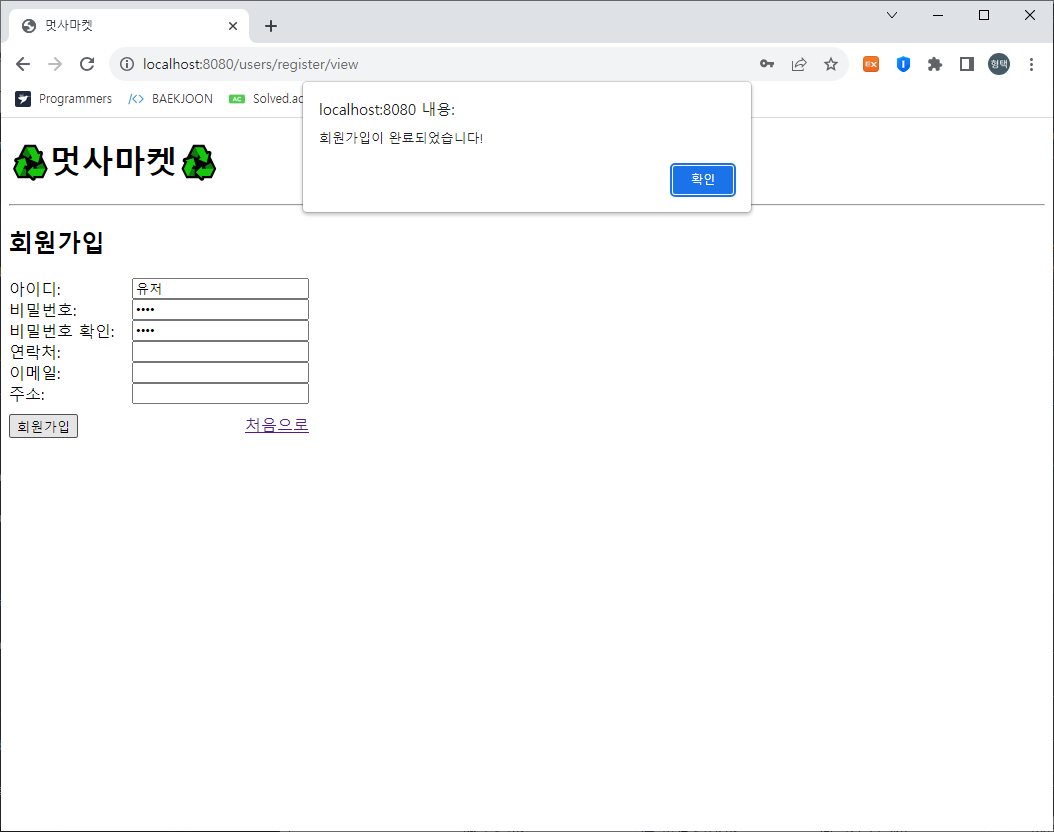 멋사마켓
localhost:8080/users/register/view
형택
Programmers
</> BAEKJOON
AC Solved.ac
localhost:8080 내용:
회원가입이 완료되었습니다!
확인
멋사마켓
회원가입
아이디: 유저
비밀번호: ••••
비밀번호 확인: ••••
연락처:
이메일:
주소:
회원가입 처음으로